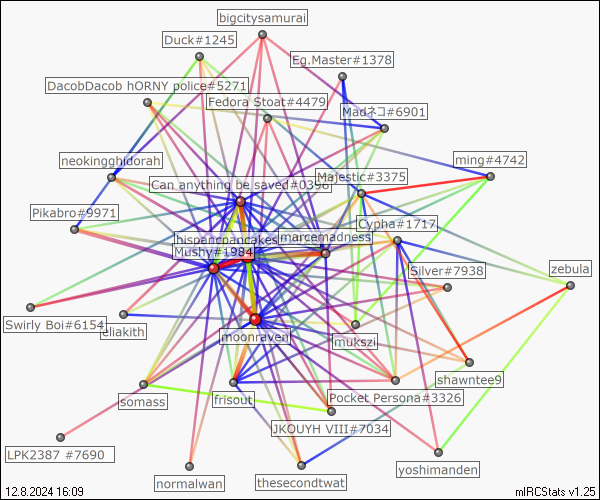 bigcitysamurai
Duck#1245
Eg.Master#1378
DacobDacob hORNY police#5271
Fedora Stoat#4479
Madネコ#6901
neokingghidorah
ming#4742
Majestic#3375
Can anything be saved#0396
Pikabro#9971
Cypha#1717
hispancpancakes
marcemadness
Mushy#1984
Silver#7938
zebula
Swirly Boi#6154
eliakith
moonraven
mukszi
shawntee9
somass
frisout
Pocket Persona#3326
JKOUYH VIII#7034
LPK2387 #7690
normalwan
thesecondtwat
yoshimanden
12.8.2024 16:09
mIRCStats v1.25